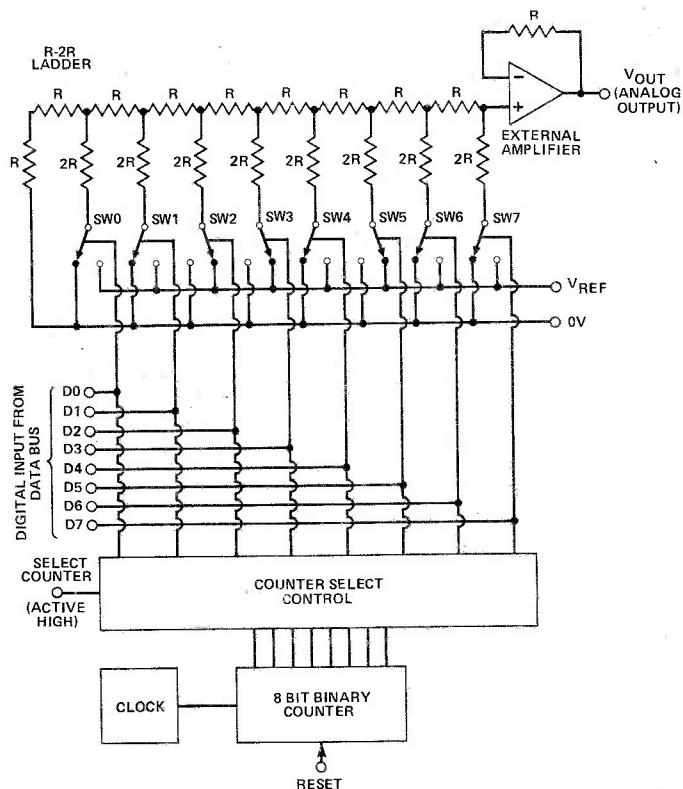 R
R-2R
LADDER
R R R R R R R R
VOUT
(ANALOG
OUTPUT)
−
+
EXTERNAL
AMPLIFIER
R 2R 2R 2R 2R 2R 2R 2R 2R
SW0 SW1 SW2 SW3 SW4 SW5 SW6 SW7
VREF
0V
DIGITAL INPUT FROM
DATA BUS
D0
D1
D2
D3
D4
D5
D6
D7
SELECT
COUNTER
(ACTIVE
HIGH)
COUNTER SELECT
CONTROL
CLOCK
8 BIT BINARY
COUNTER
RESET